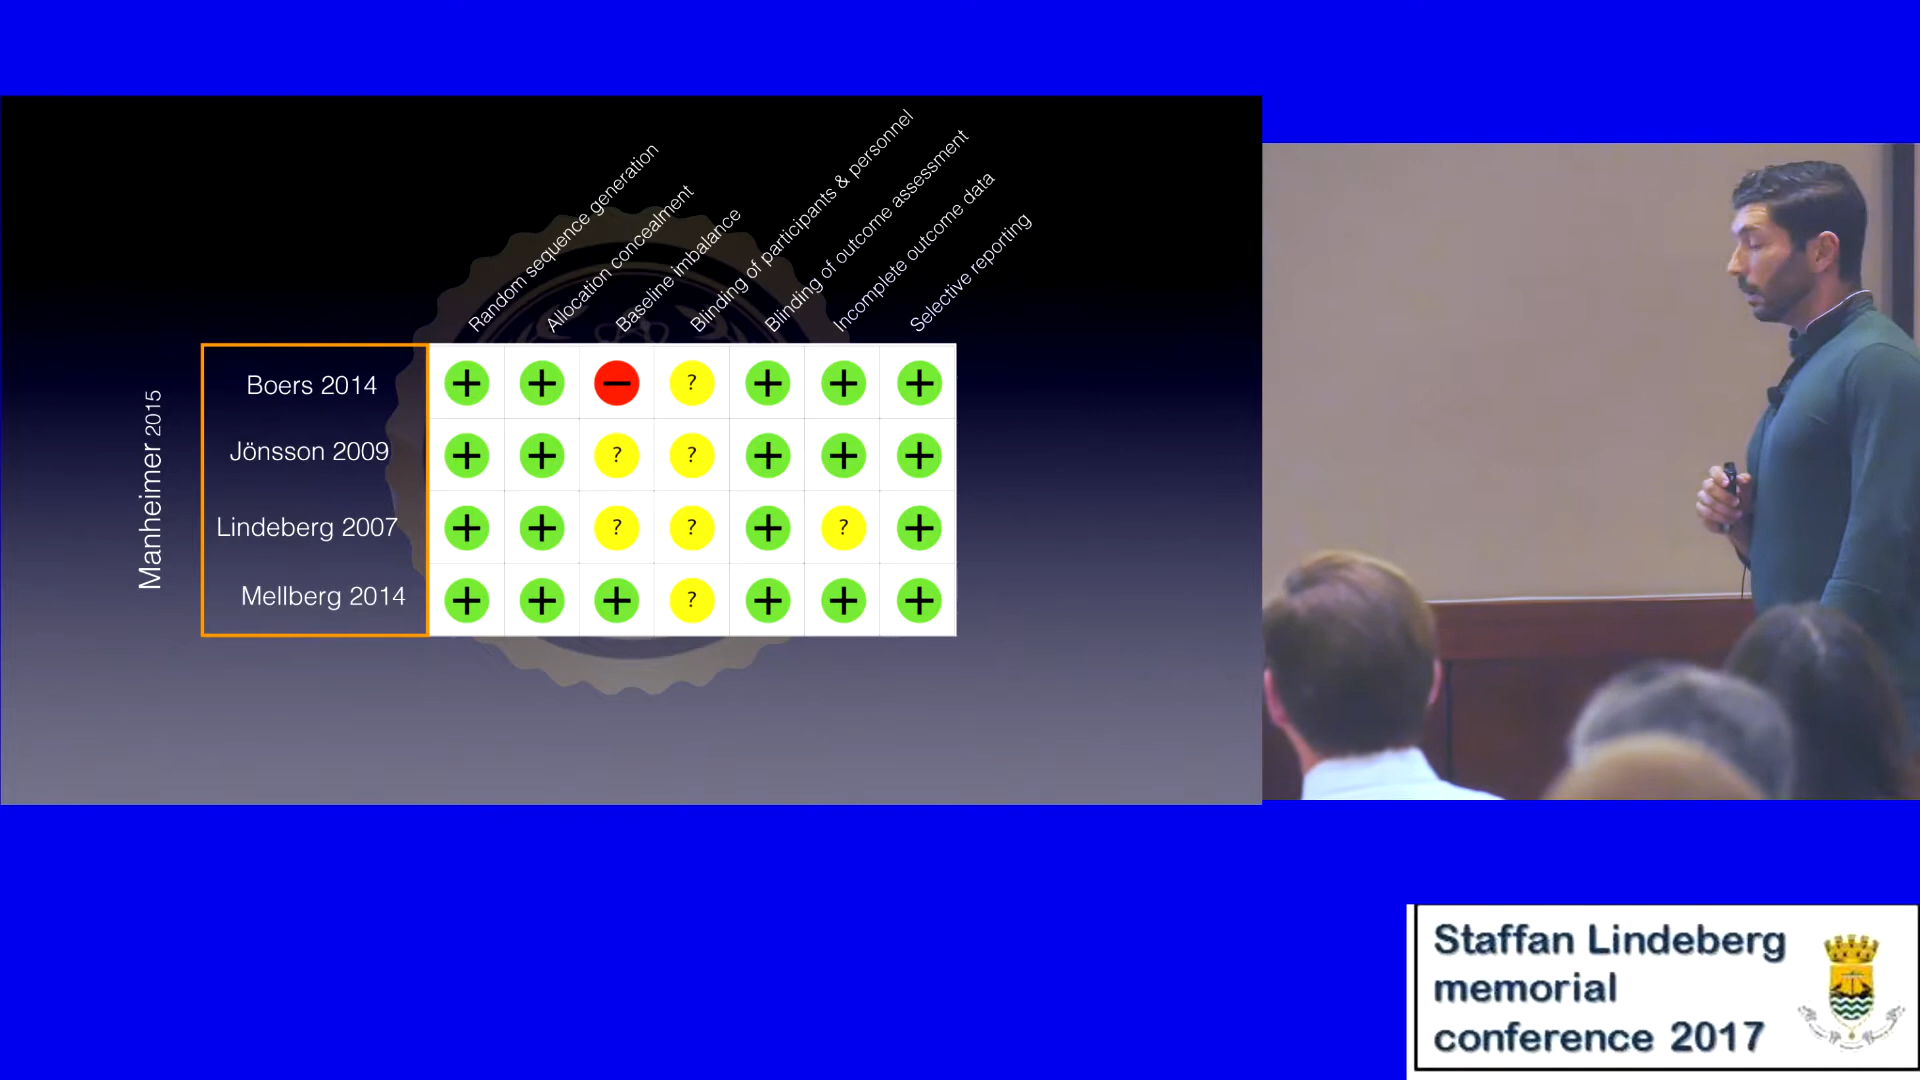 Random sequence generation
Allocation concealment
Baseline imbalance
Blinding of participants & personnel
Blinding of outcome assessment
Incomplete outcome data
Selective reporting
Manheimer 2015
Boers 2014
+ + − ? + + +
Jönsson 2009
+ + ? ? + + +
Lindeberg 2007
+ + ? ? + ? +
Mellberg 2014
+ + + ? + + +
Staffan Lindeberg
memorial
conference 2017